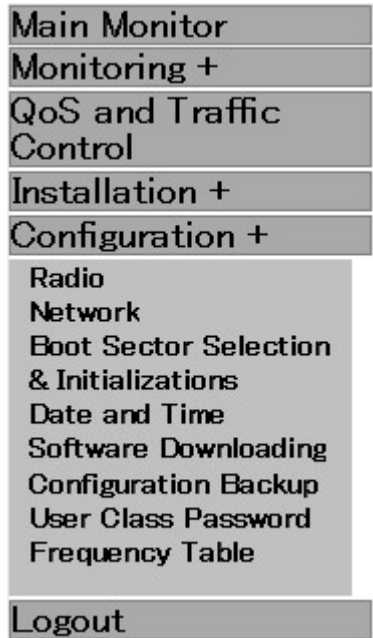 Main Monitor
Monitoring +
QoS and Traffic
Control
Installation +
Configuration +
Radio
Network
Boot Sector Selection
& Initializations
Date and Time
Software Downloading
Configuration Backup
User Class Password
Frequency Table
Logout